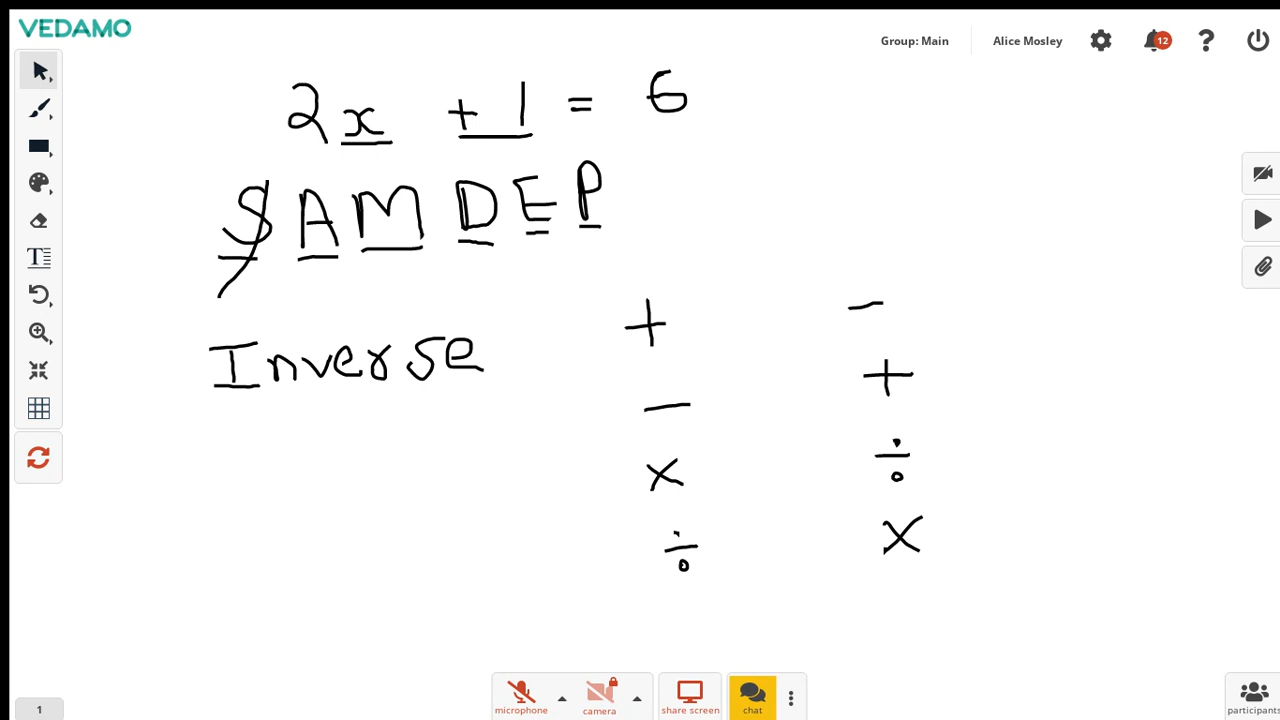 VEDAMO
Group: Main
Alice Mosley
12
2x + 1 = 6
SAMDEP
Inverse
+ −
− +
× ÷
÷ ×
T
1
microphone
camera
share screen
chat
participants